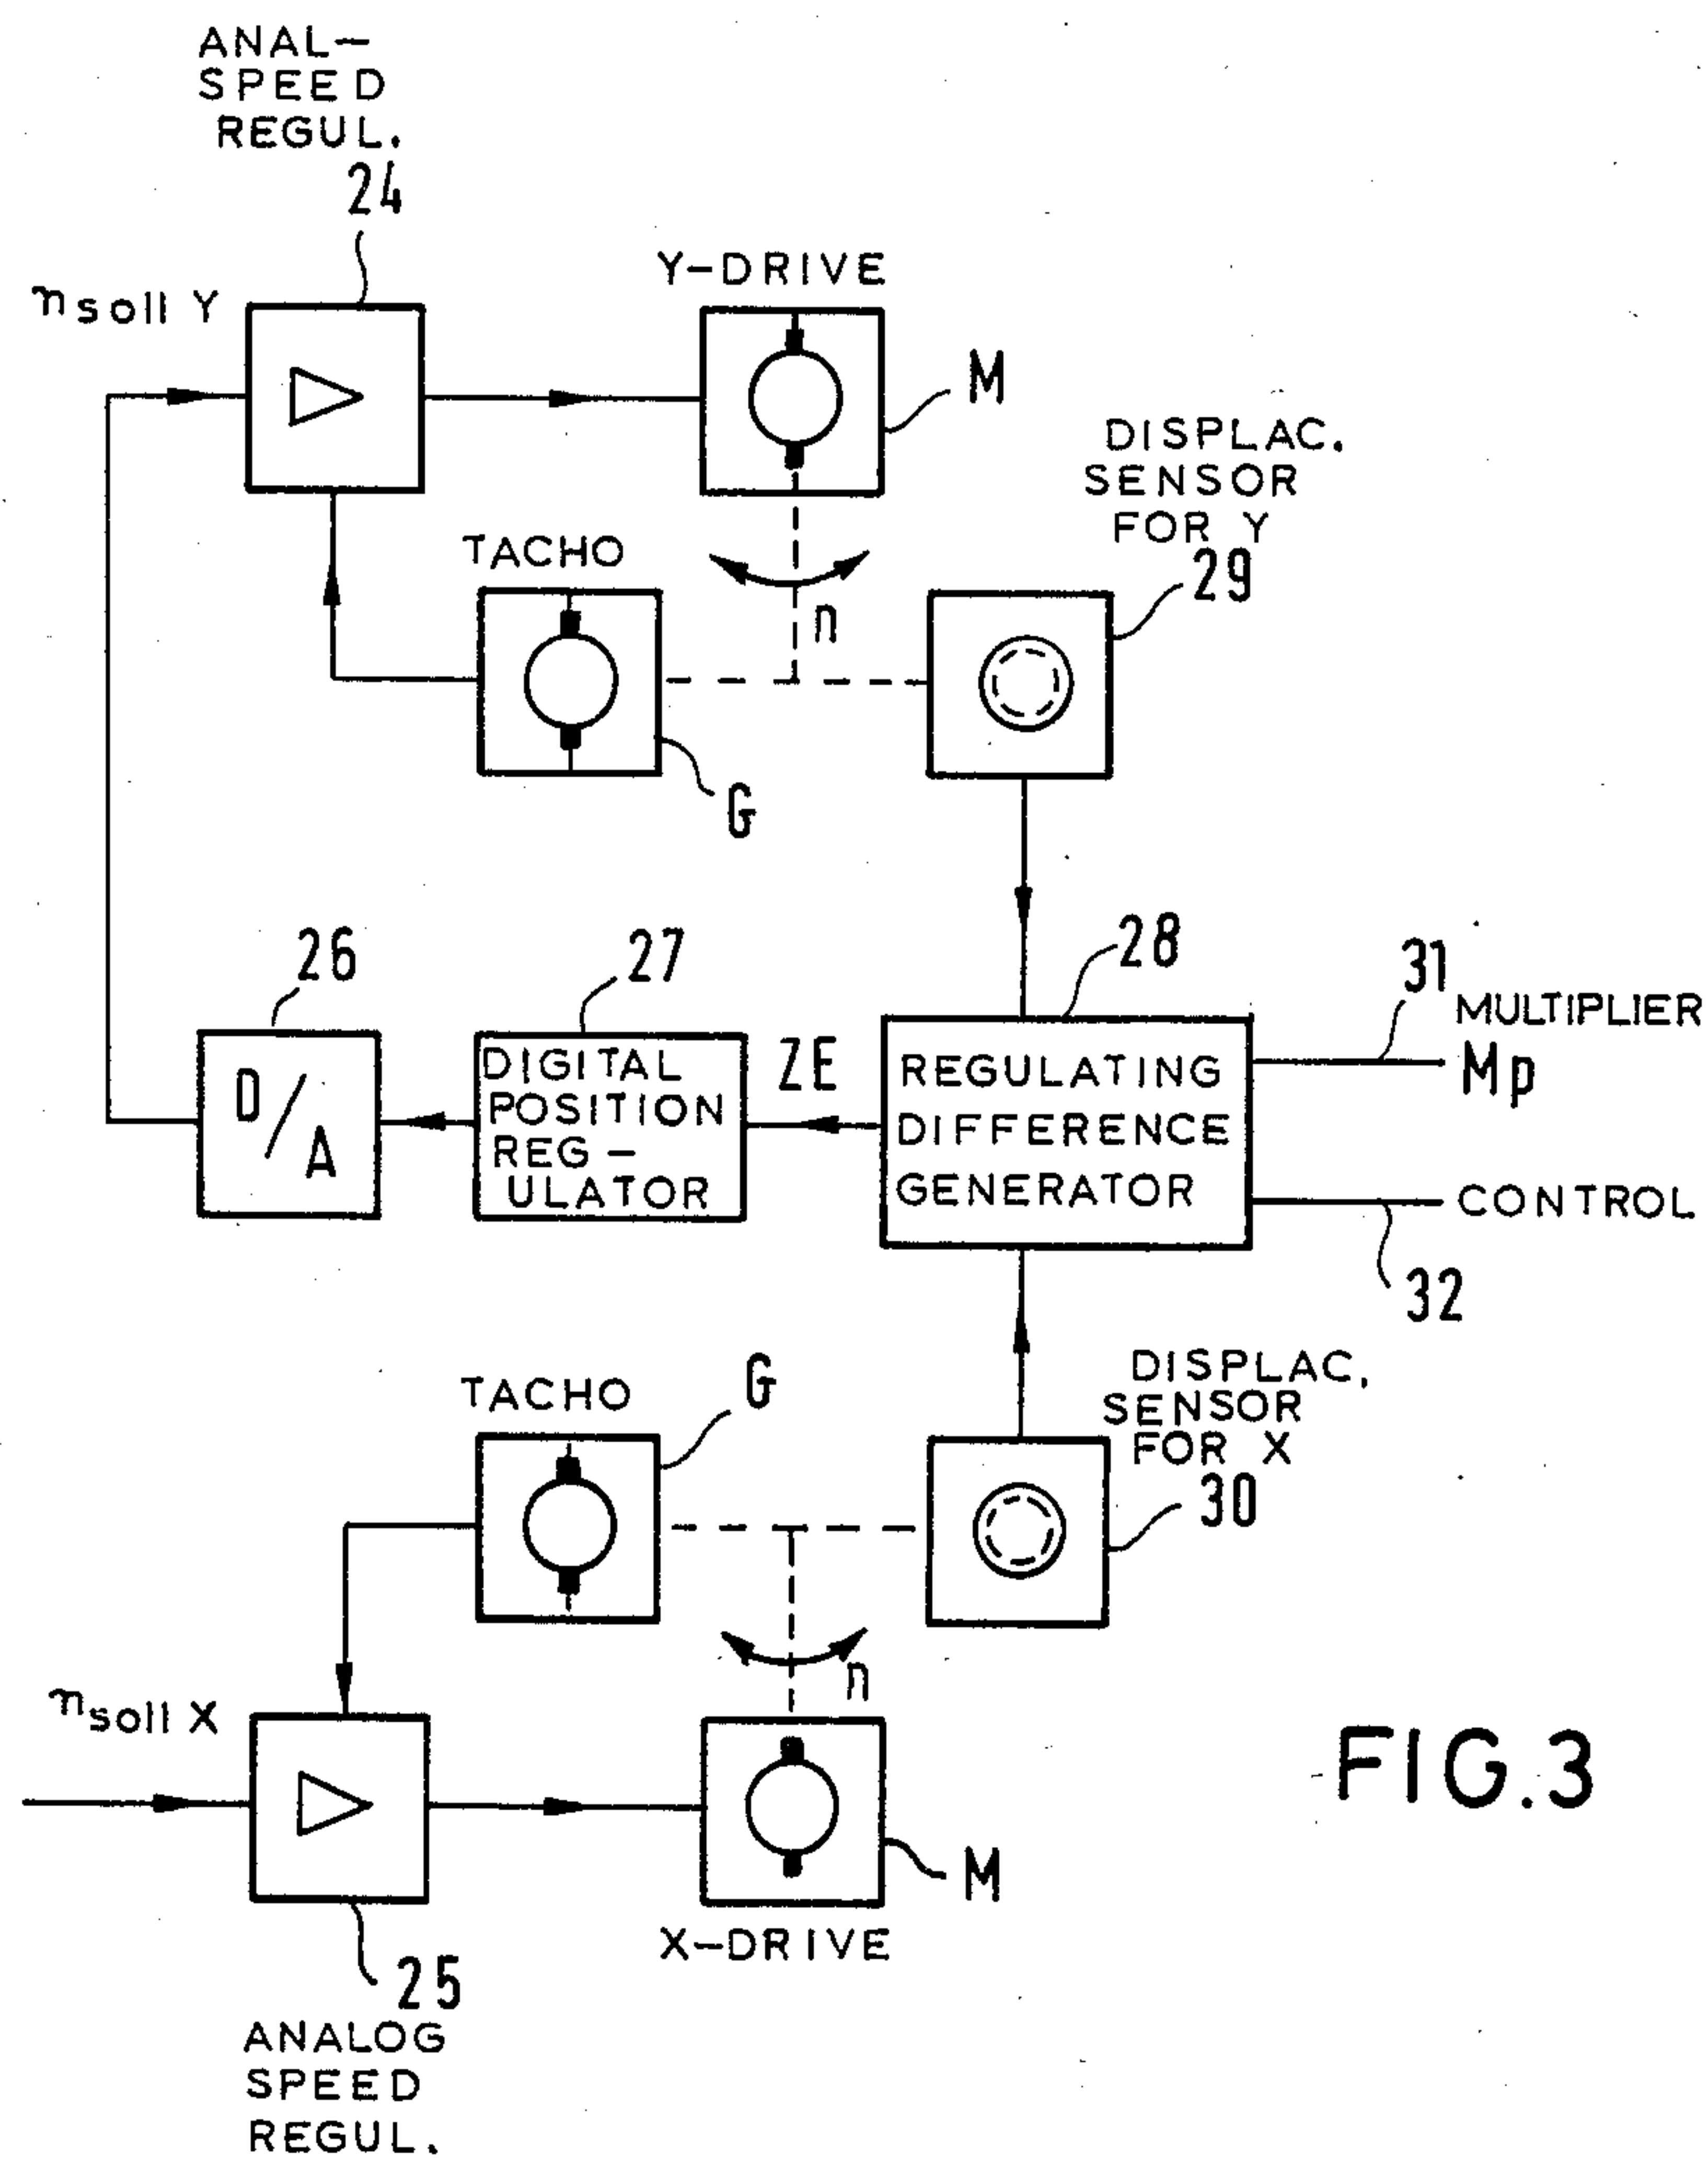 ANAL-
SPEED
REGUL.
24
nsoll Y
Y-DRIVE
M
DISPLAC.
SENSOR
FOR Y
29
TACHO
n
G
26
27
28
31
MULTIPLIER
Mp
D/A
DIGITAL
POSITION
REG-
ULATOR
ZE
REGULATING
DIFFERENCE
GENERATOR
CONTROL
32
TACHO
G
DISPLAC.
SENSOR
FOR X
30
n
nsoll X
M
X-DRIVE
25
ANALOG
SPEED
REGUL.
FIG.3